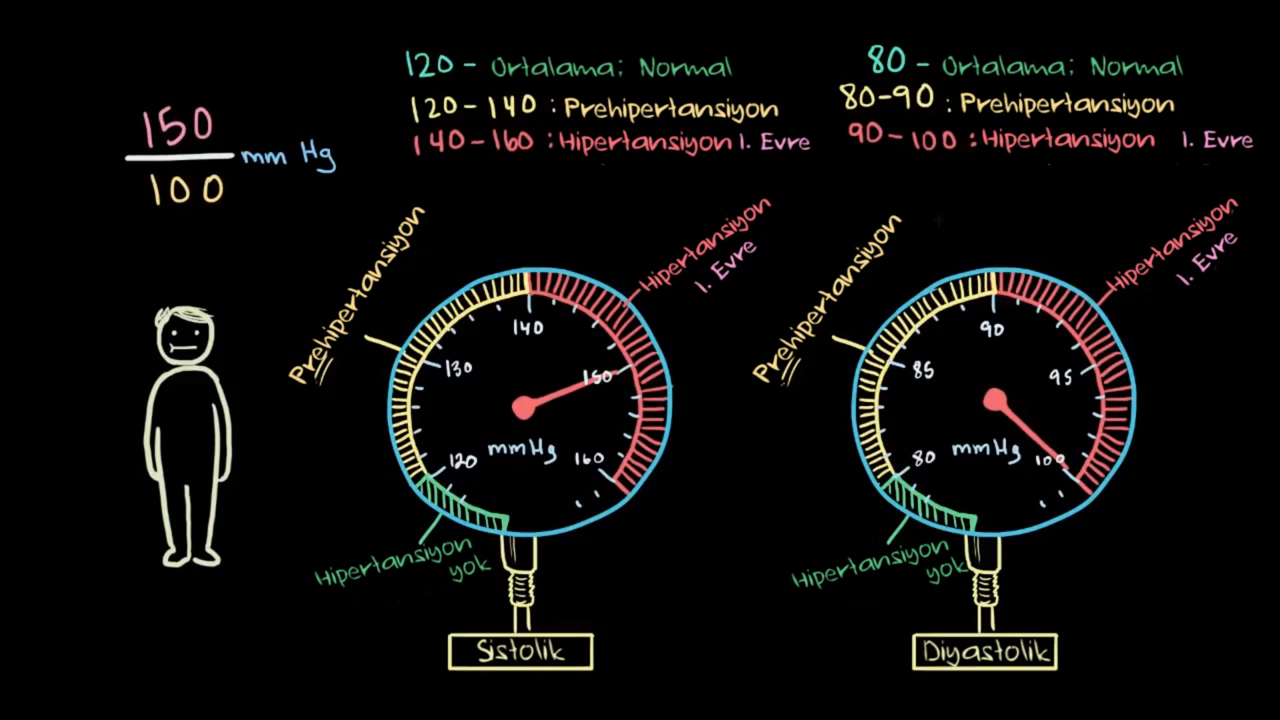 120 - Ortalama: Normal
120-140 : Prehipertansiyon
140-160 : Hipertansiyon 1. Evre
80 - Ortalama: Normal
80-90 : Prehipertansiyon
90-100 : Hipertansiyon 1. Evre
150
100
mm Hg
Prehipertansiyon
Hipertansiyon
1. Evre
140
130
150
120
mmHg
160
Hipertansiyon
yok
Sistolik
Prehipertansiyon
Hipertansiyon
1. Evre
90
85
95
80
mmHg
100
Hipertansiyon
yok
Diyastolik